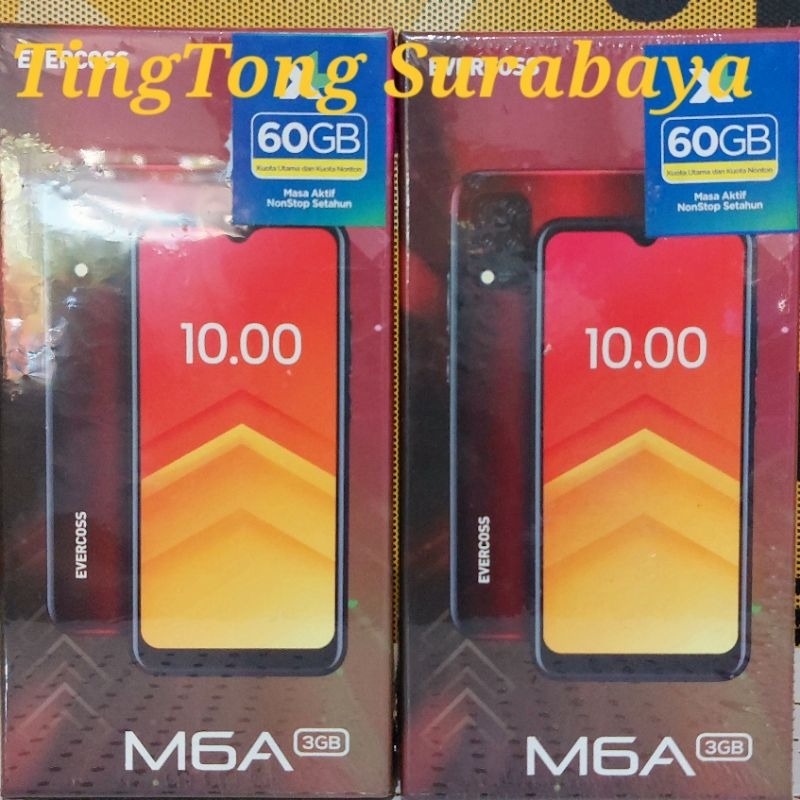 TingTong Surabaya
EVERCOSS
60GB
Kuota Utama dan Kuota Nonton
Masa Aktif
NonStop Setahun
10.00
EVERCOSS
M6A 3GB
EVERCOSS
60GB
Kuota Utama dan Kuota Nonton
Masa Aktif
NonStop Setahun
10.00
EVERCOSS
M6A 3GB